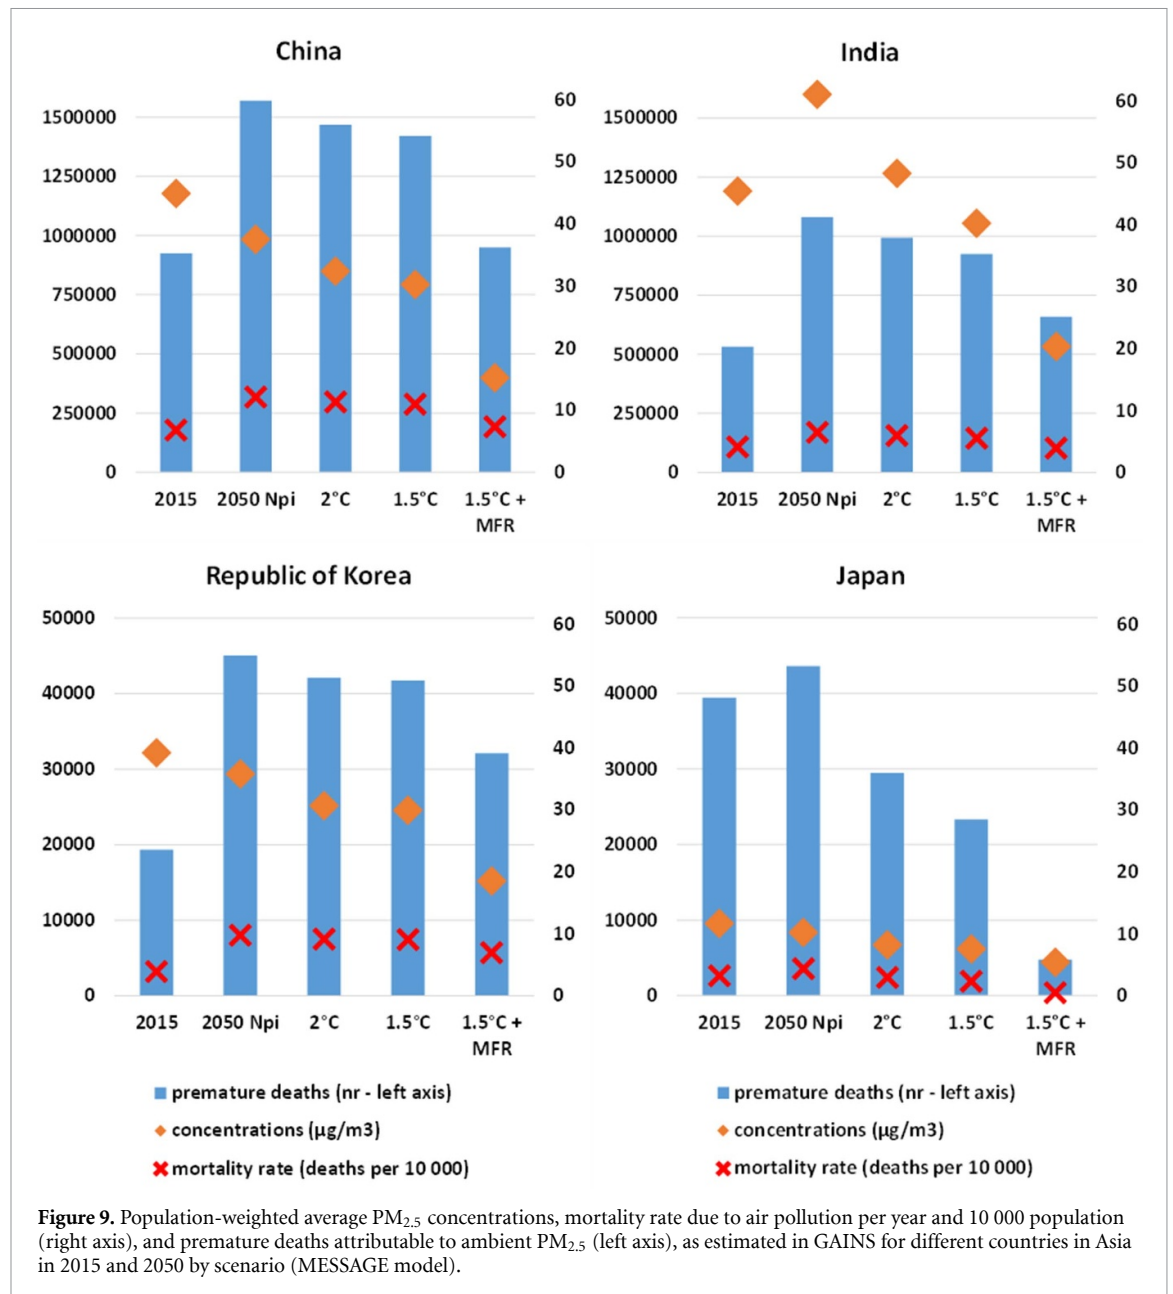 China
1500000
1250000
1000000
750000
500000
250000
0
60
50
40
30
20
10
0
2015 2050 Npi 2°C 1.5°C 1.5°C +
MFR
India
1500000
1250000
1000000
750000
500000
250000
0
60
50
40
30
20
10
0
2015 2050 Npi 2°C 1.5°C 1.5°C +
MFR
Republic of Korea
50000
40000
30000
20000
10000
0
60
50
40
30
20
10
0
2015 2050 Npi 2°C 1.5°C 1.5°C +
MFR
premature deaths (nr - left axis)
concentrations (µg/m3)
mortality rate (deaths per 10 000)
Japan
50000
40000
30000
20000
10000
0
60
50
40
30
20
10
0
2015 2050 Npi 2°C 1.5°C 1.5°C +
MFR
premature deaths (nr - left axis)
concentrations (µg/m3)
mortality rate (deaths per 10 000)
Figure 9. Population-weighted average PM2.5 concentrations, mortality rate due to air pollution per year and 10 000 population
(right axis), and premature deaths attributable to ambient PM2.5 (left axis), as estimated in GAINS for different countries in Asia
in 2015 and 2050 by scenario (MESSAGE model).